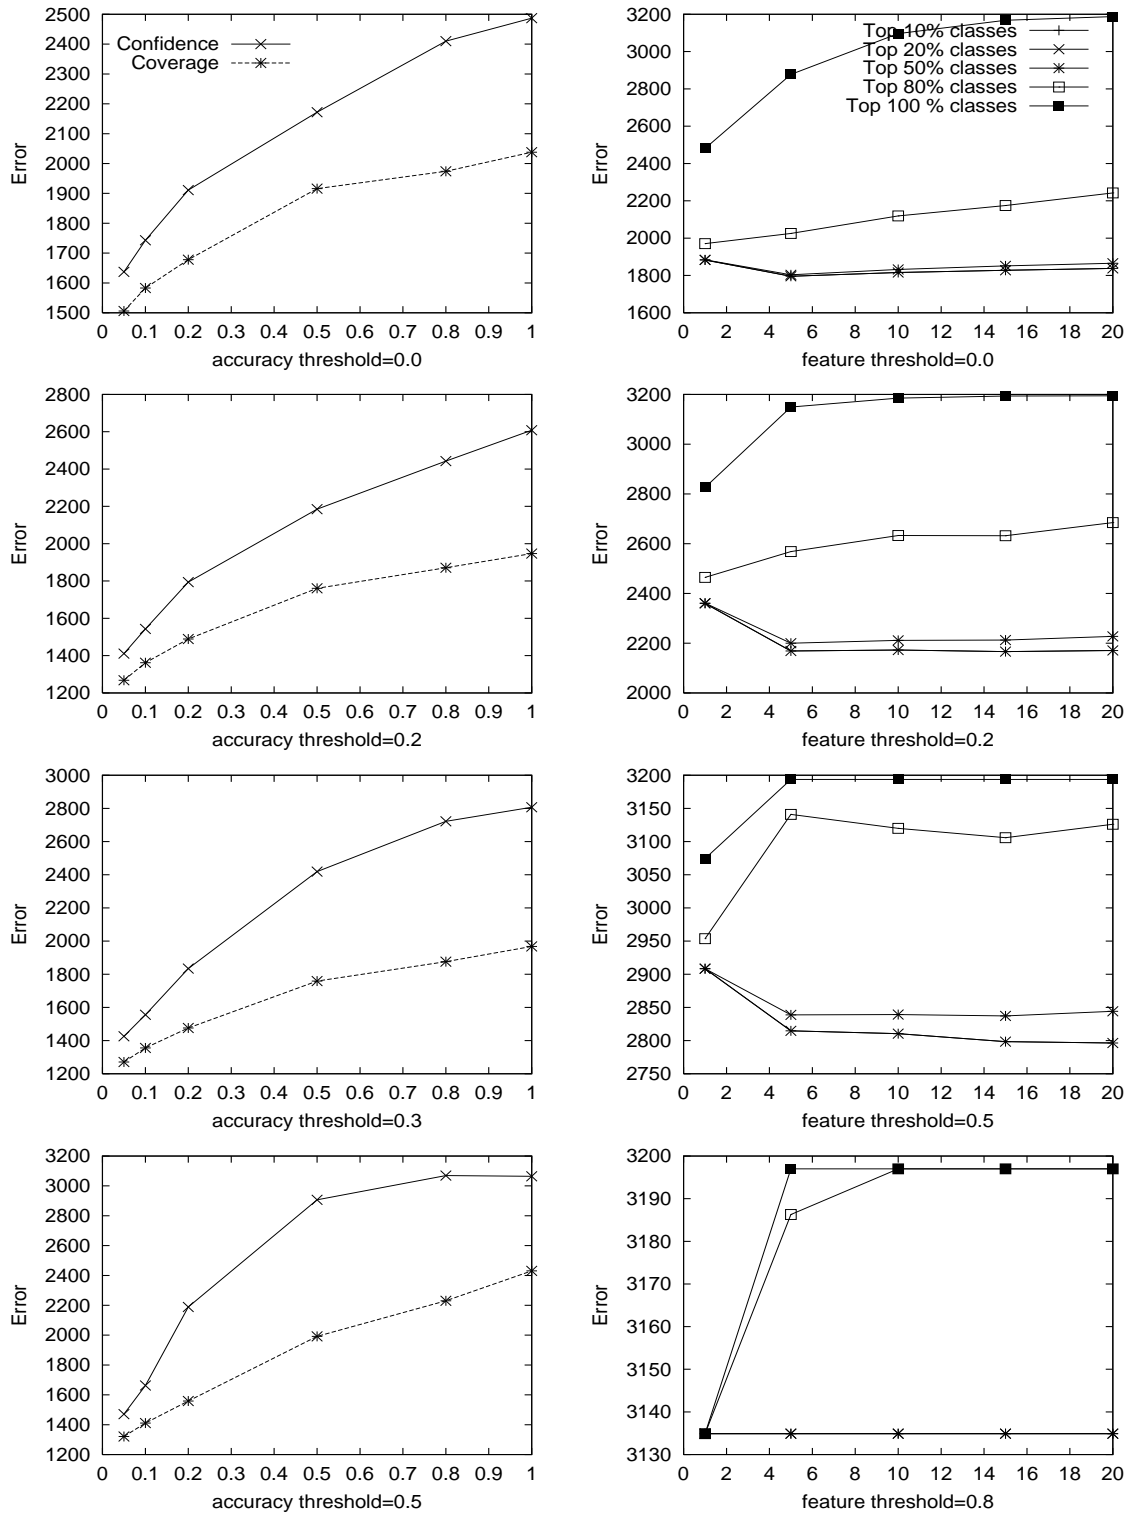 2500
2400
2300
2200
2100
2000
1900
1800
1700
1600
1500
Error
Confidence
Coverage
0 0.1 0.2 0.3 0.4 0.5 0.6 0.7 0.8 0.9 1
accuracy threshold=0.0
3200
3000
2800
2600
2400
2200
2000
1800
1600
Error
Top 10% classes
Top 20% classes
Top 50% classes
Top 80% classes
Top 100 % classes
0 2 4 6 8 10 12 14 16 18 20
feature threshold=0.0
2800
2600
2400
2200
2000
1800
1600
1400
1200
Error
0 0.1 0.2 0.3 0.4 0.5 0.6 0.7 0.8 0.9 1
accuracy threshold=0.2
3200
3000
2800
2600
2400
2200
2000
Error
0 2 4 6 8 10 12 14 16 18 20
feature threshold=0.2
3000
2800
2600
2400
2200
2000
1800
1600
1400
1200
Error
0 0.1 0.2 0.3 0.4 0.5 0.6 0.7 0.8 0.9 1
accuracy threshold=0.3
3200
3150
3100
3050
3000
2950
2900
2850
2800
2750
Error
0 2 4 6 8 10 12 14 16 18 20
feature threshold=0.5
3200
3000
2800
2600
2400
2200
2000
1800
1600
1400
1200
Error
0 0.1 0.2 0.3 0.4 0.5 0.6 0.7 0.8 0.9 1
accuracy threshold=0.5
3200
3190
3180
3170
3160
3150
3140
3130
Error
0 2 4 6 8 10 12 14 16 18 20
feature threshold=0.8